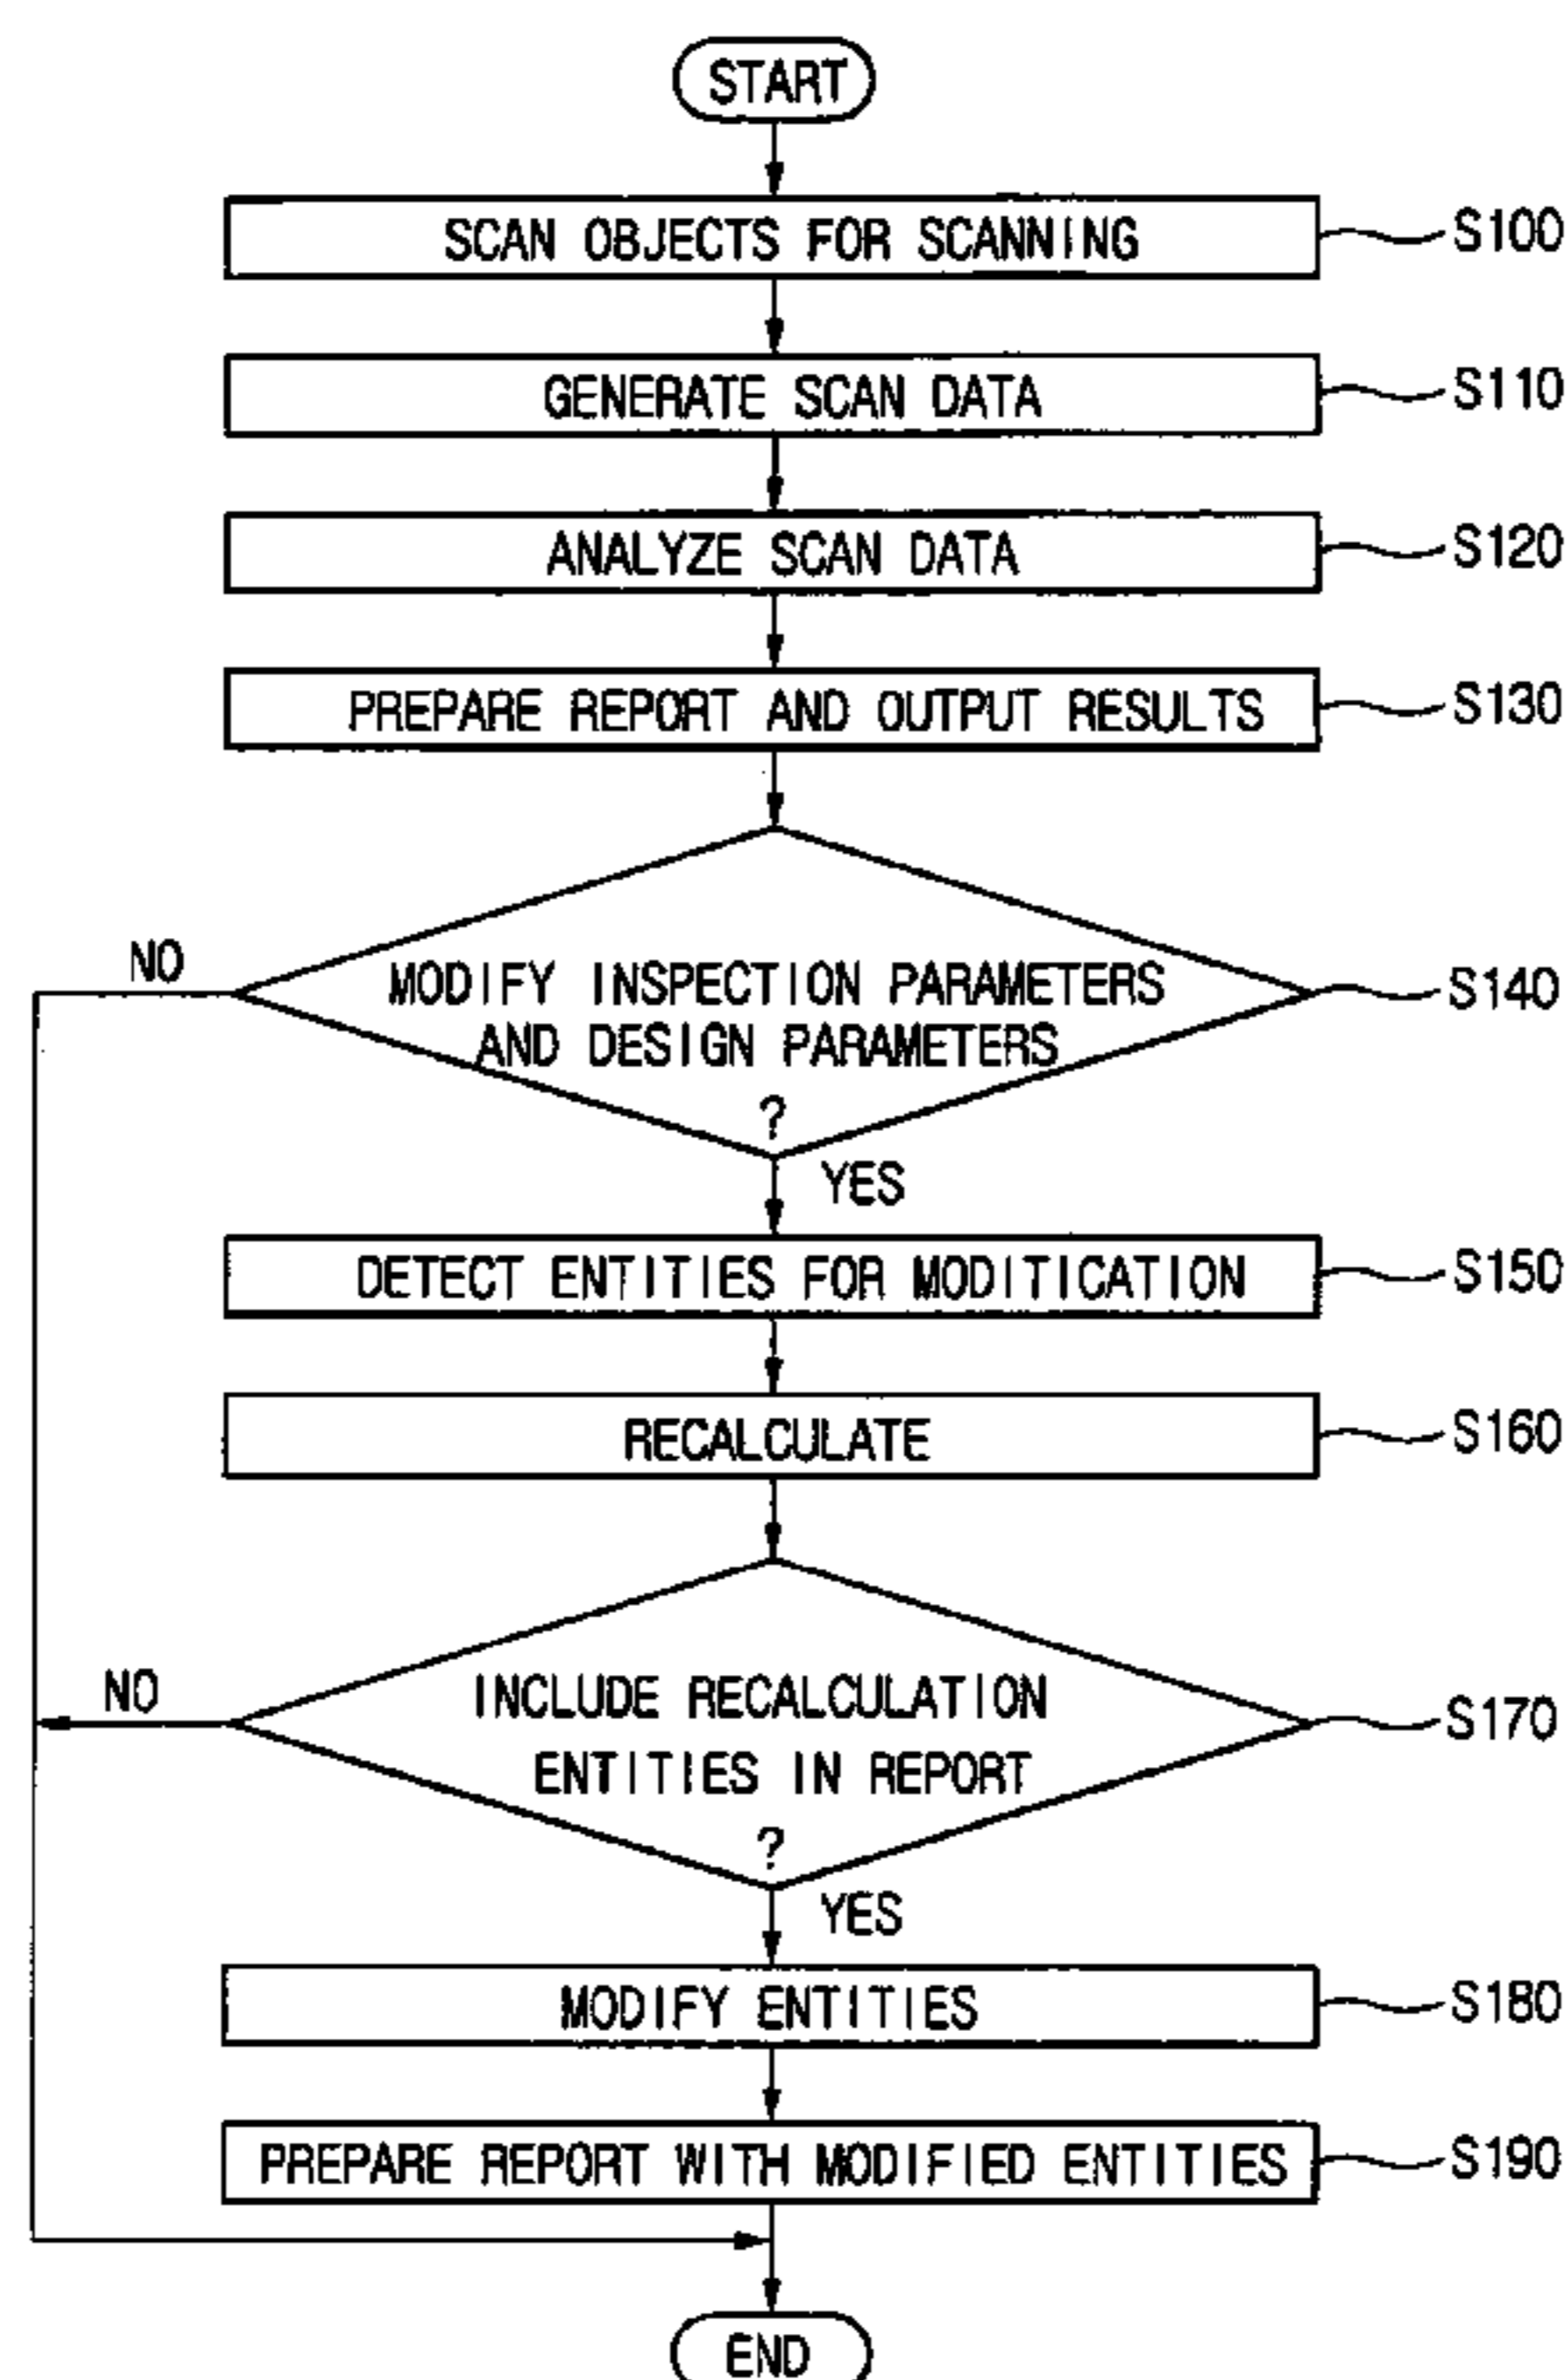 START
SCAN OBJECTS FOR SCANNING
S100
GENERATE SCAN DATA
S110
ANALYZE SCAN DATA
S120
PREPARE REPORT AND OUTPUT RESULTS
S130
NO
MODIFY INSPECTION PARAMETERS
AND DESIGN PARAMETERS
?
S140
YES
DETECT ENTITIES FOR MODITICATION
S150
RECALCULATE
S160
NO
INCLUDE RECALCULATION
ENTITIES IN REPORT
?
S170
YES
MODIFY ENTITIES
S180
PREPARE REPORT WITH MODIFIED ENTITIES
S190
END